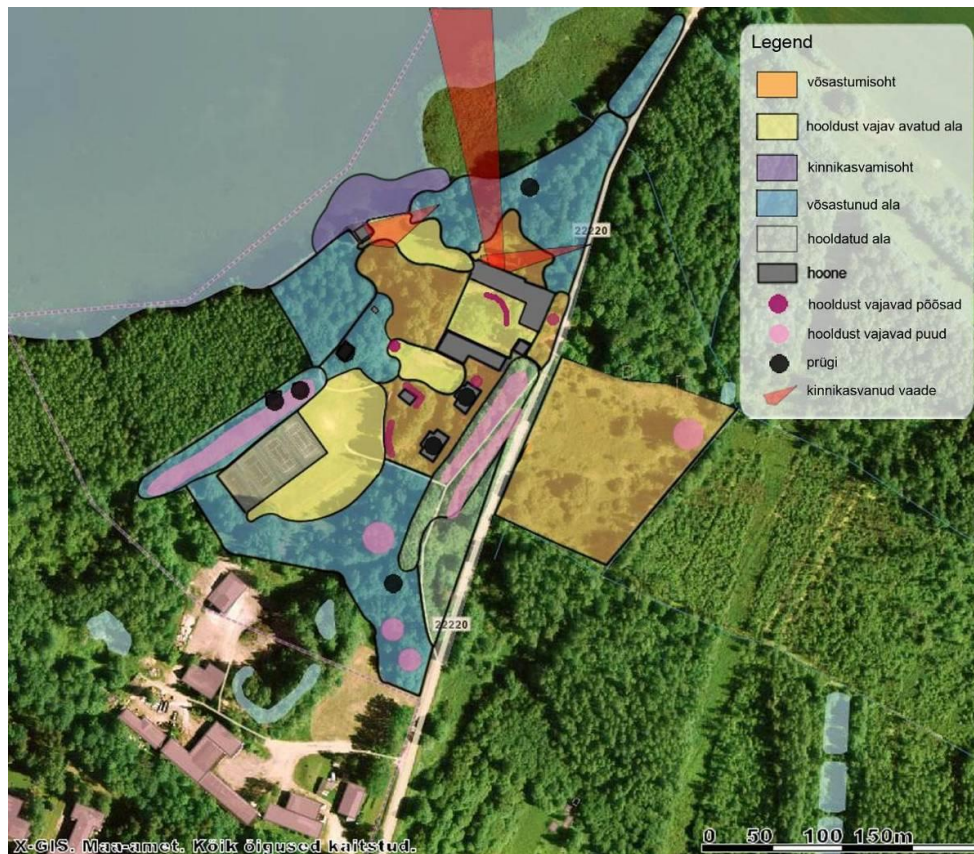 Legend
võsastumisoht
hooldust vajav avatud ala
kinnikasvamisoht
võsastunud ala
hooldatud ala
hoone
hooldust vajavad põõsad
hooldust vajavad puud
prügi
kinnikasvanud vaade
22220
22220
0 50 100 150m
X-GIS. Maa-amet. Kõik õigused kaitstud.